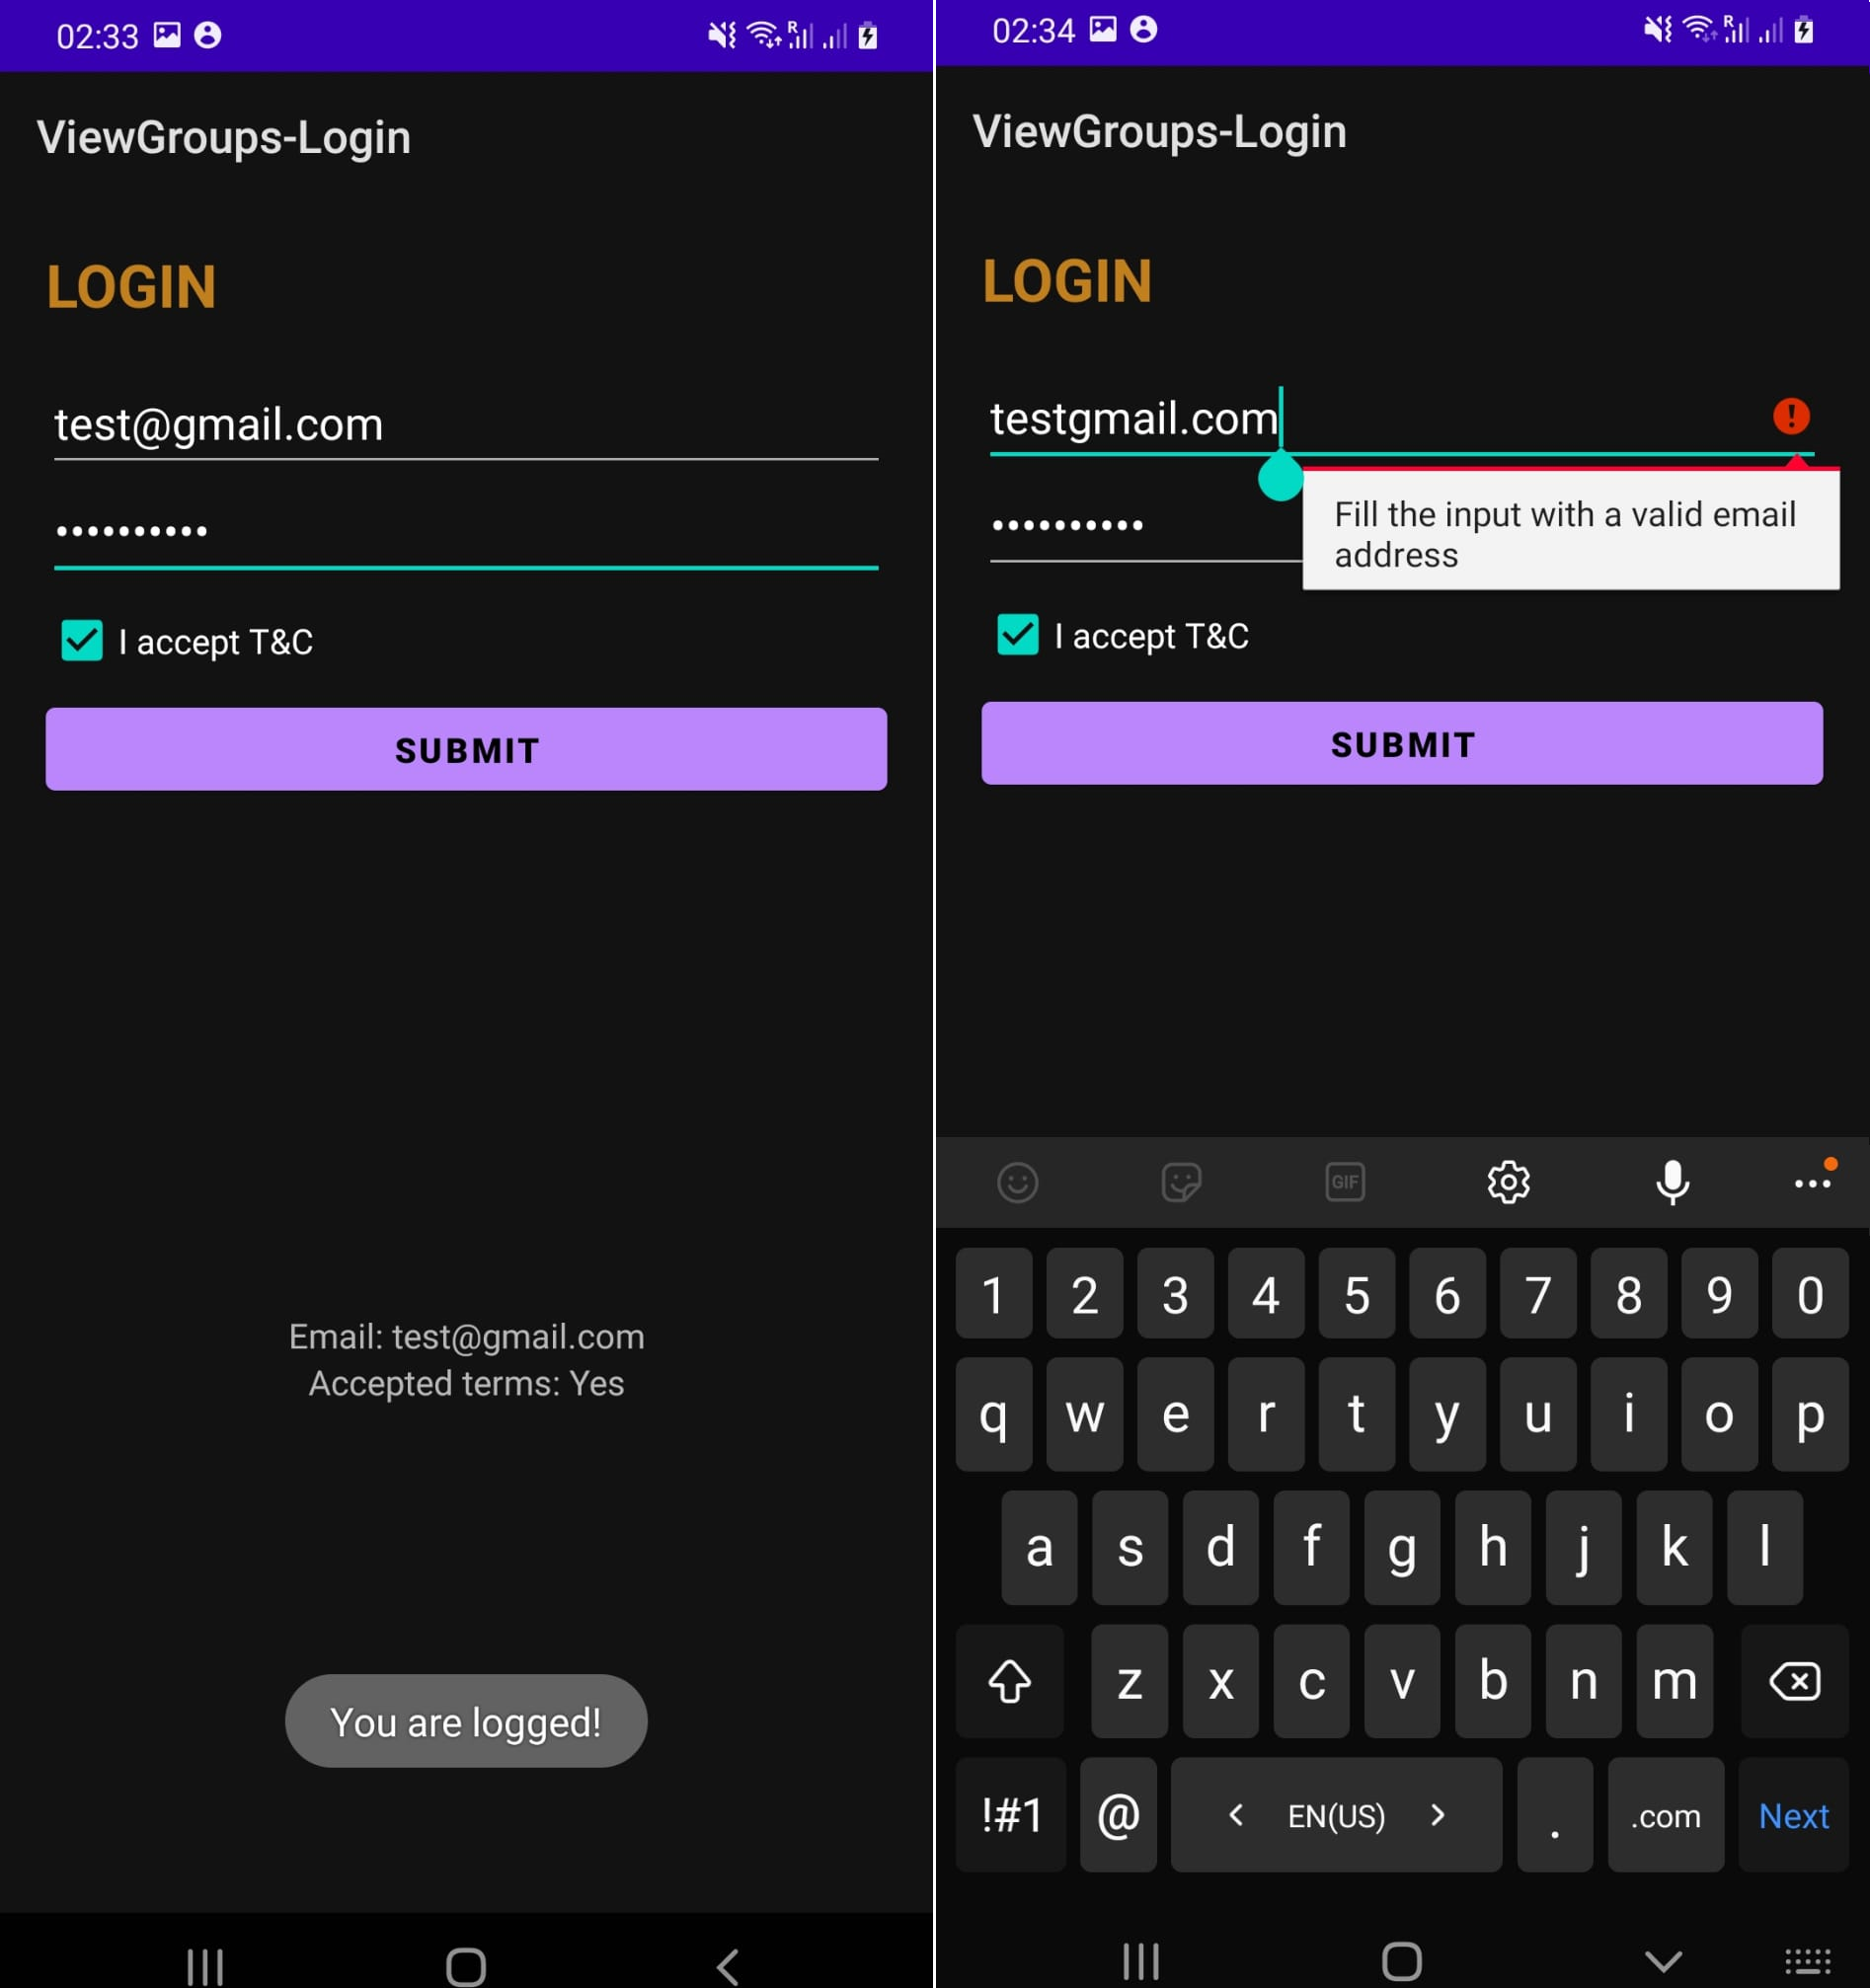 02:33
R
ViewGroups-Login
LOGIN
test@gmail.com
••••••••••
I accept T&C
SUBMIT
Email: test@gmail.com
Accepted terms: Yes
You are logged!
02:34
R
ViewGroups-Login
LOGIN
testgmail.com
Fill the input with a valid email
address
••••••••••
I accept T&C
SUBMIT
GIF
1 2 3 4 5 6 7 8 9 0
q w e r t y u i o p
a s d f g h j k l
z x c v b n m
!#1 @ < EN(US) > . .com Next